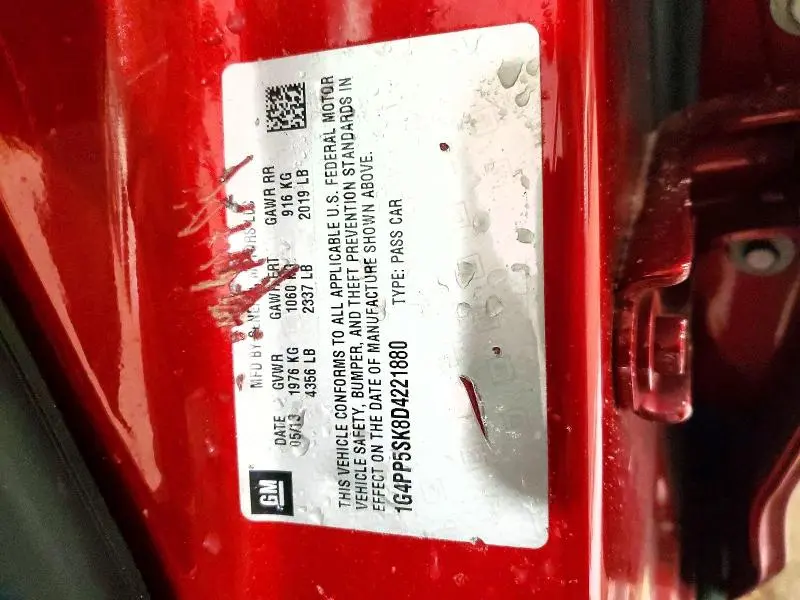 GM
MFD BY
DATE GVWR GAWR FRT GAWR RR
05/13 1976 KG 1060 KG 916 KG
4356 LB 2337 LB 2019 LB
THIS VEHICLE CONFORMS TO ALL APPLICABLE U.S. FEDERAL MOTOR
VEHICLE SAFETY, BUMPER, AND THEFT PREVENTION STANDARDS IN
EFFECT ON THE DATE OF MANUFACTURE SHOWN ABOVE.
1G4PP5SK8D4221880 TYPE: PASS CAR